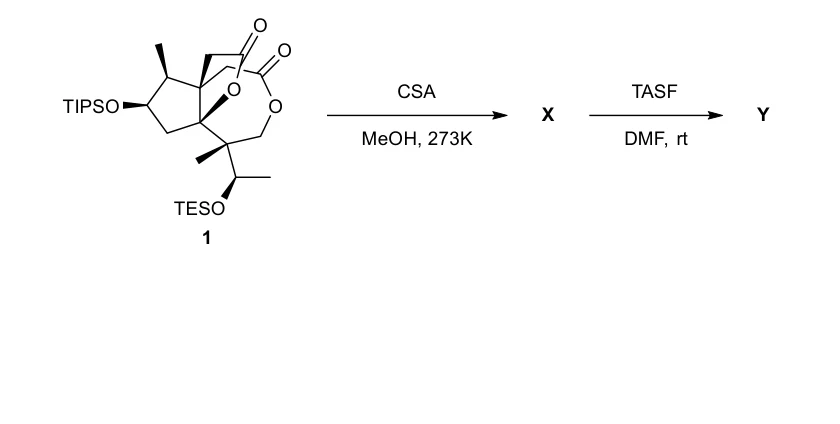 O
O
O
TIPSO
O
CSA
MeOH, 273K
X
TASF
DMF, rt
Y
TESO
1